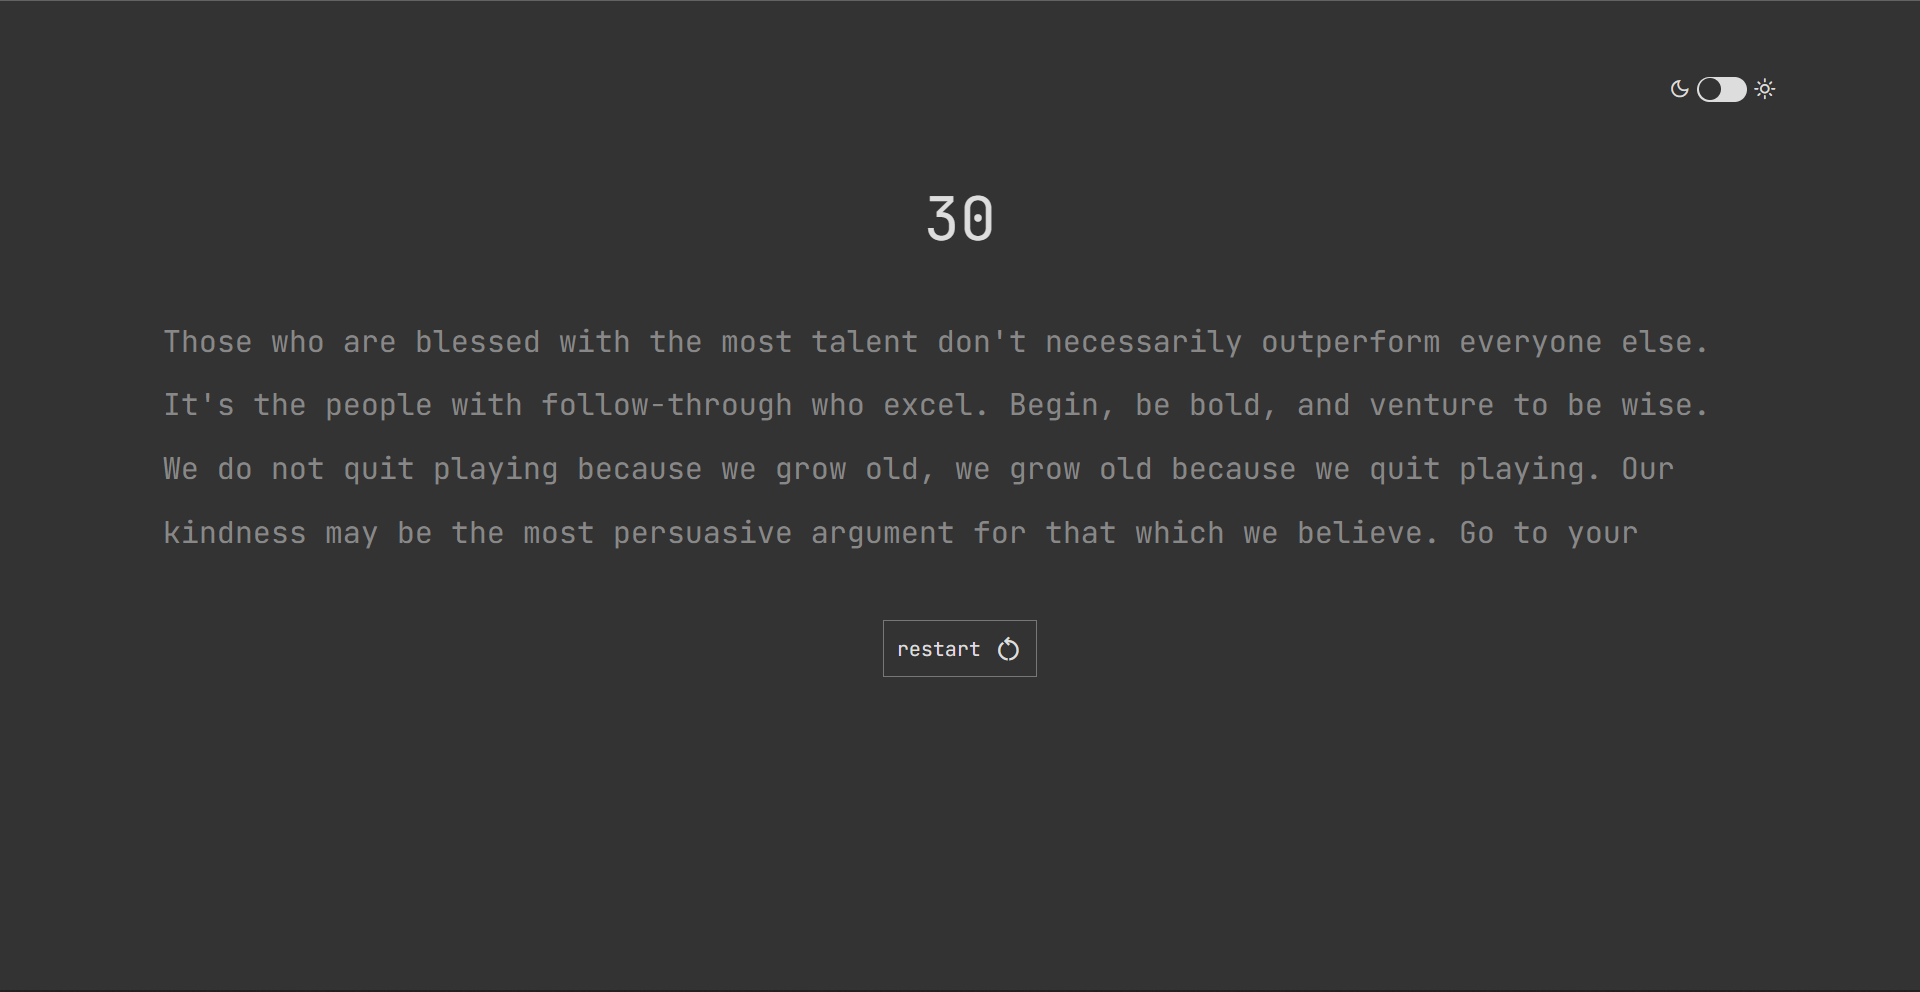 30
Those who are blessed with the most talent don't necessarily outperform everyone else.
It's the people with follow-through who excel. Begin, be bold, and venture to be wise.
We do not quit playing because we grow old, we grow old because we quit playing. Our
kindness may be the most persuasive argument for that which we believe. Go to your
restart